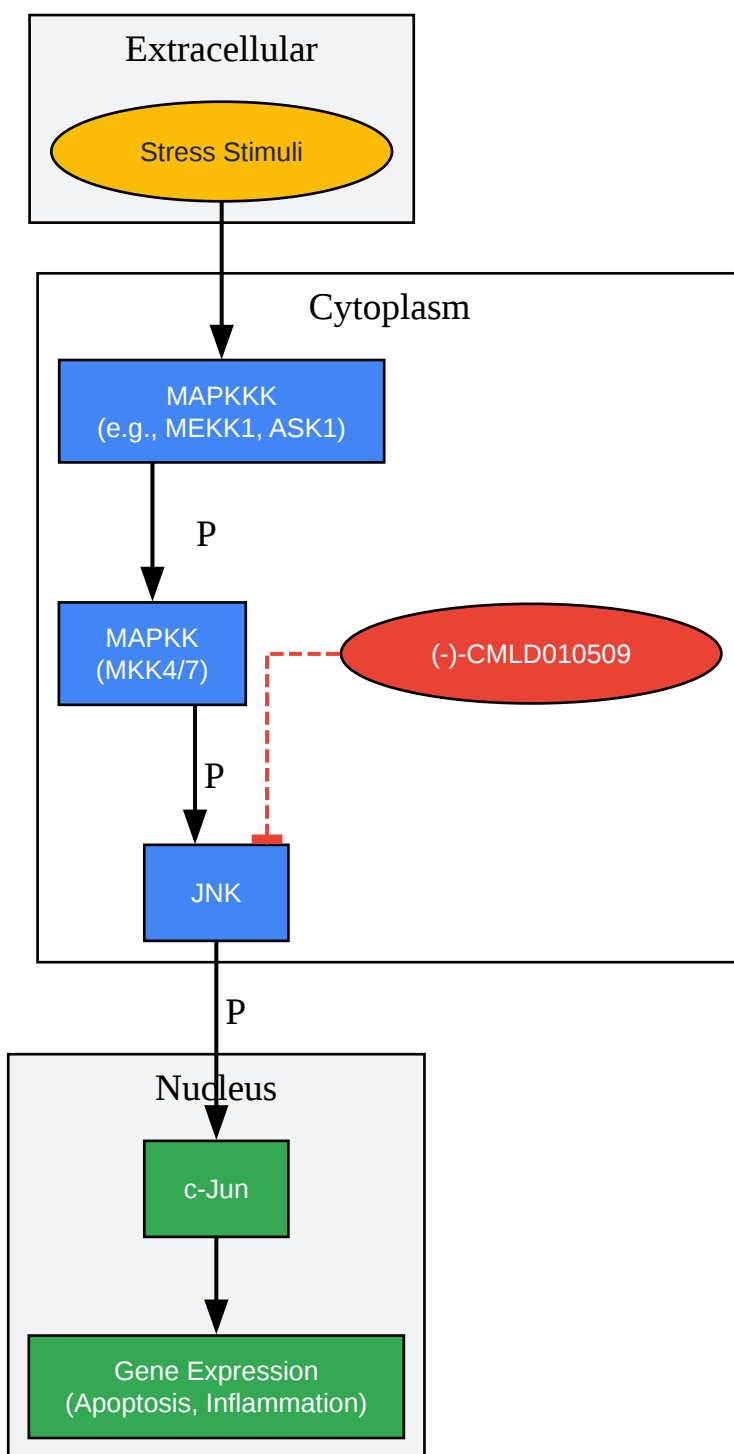 Extracellular
Stress Stimuli
Cytoplasm
MAPKKK
(e.g., MEKK1, ASK1)
P
MAPKK
(MKK4/7)
(-)-CMLD010509
P
JNK
P
Nucleus
c-Jun
Gene Expression
(Apoptosis, Inflammation)